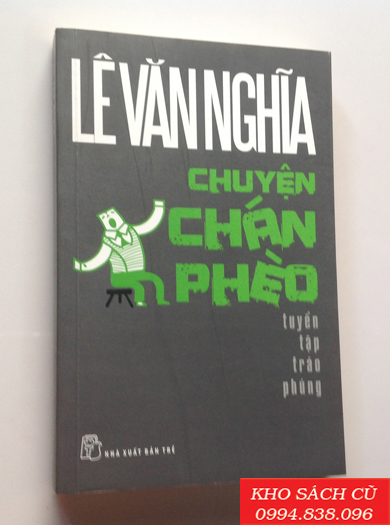 LÊ VĂN NGHĨA
CHUYỆN
CHÁN
PHÈO
tuyển
tập
trào
phúng
NHÀ XUẤT BẢN TRẺ
KHO SÁCH CŨ
0994.838.096